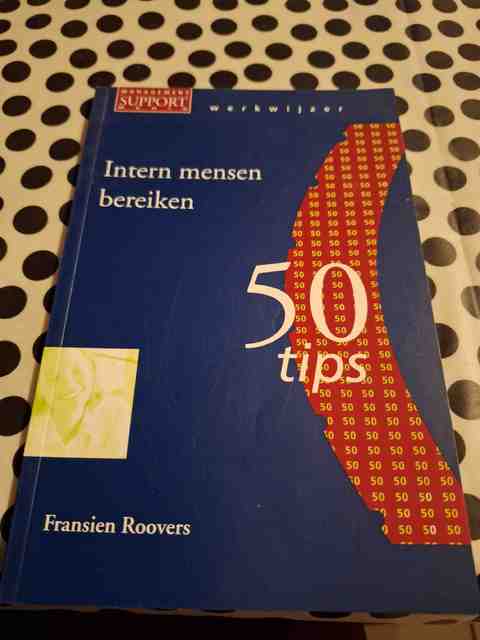 MANAGEMENT
SUPPORT
werkwijzer
Intern mensen
bereiken
50
tips
Fransien Roovers